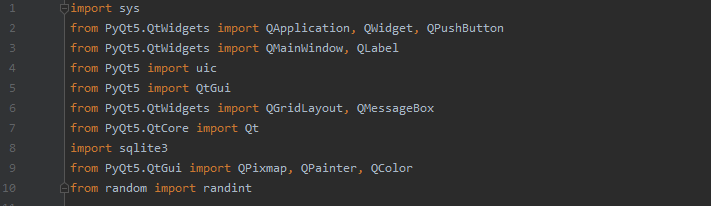 1 import sys
2 from PyQt5.QtWidgets import QApplication, QWidget, QPushButton
3 from PyQt5.QtWidgets import QMainWindow, QLabel
4 from PyQt5 import uic
5 from PyQt5 import QtGui
6 from PyQt5.QtWidgets import QGridLayout, QMessageBox
7 from PyQt5.QtCore import Qt
8 import sqlite3
9 from PyQt5.QtGui import QPixmap, QPainter, QColor
10 from random import randint